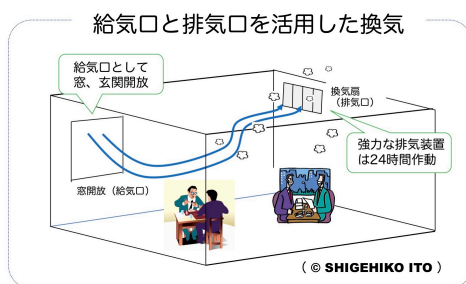 給気口と排気口を活用した換気
給気口として
窓、玄関開放
換気扇
（排気口）
強力な排気装置
は24時間作動
窓開放（給気口）
（ © SHIGEHIKO ITO ）